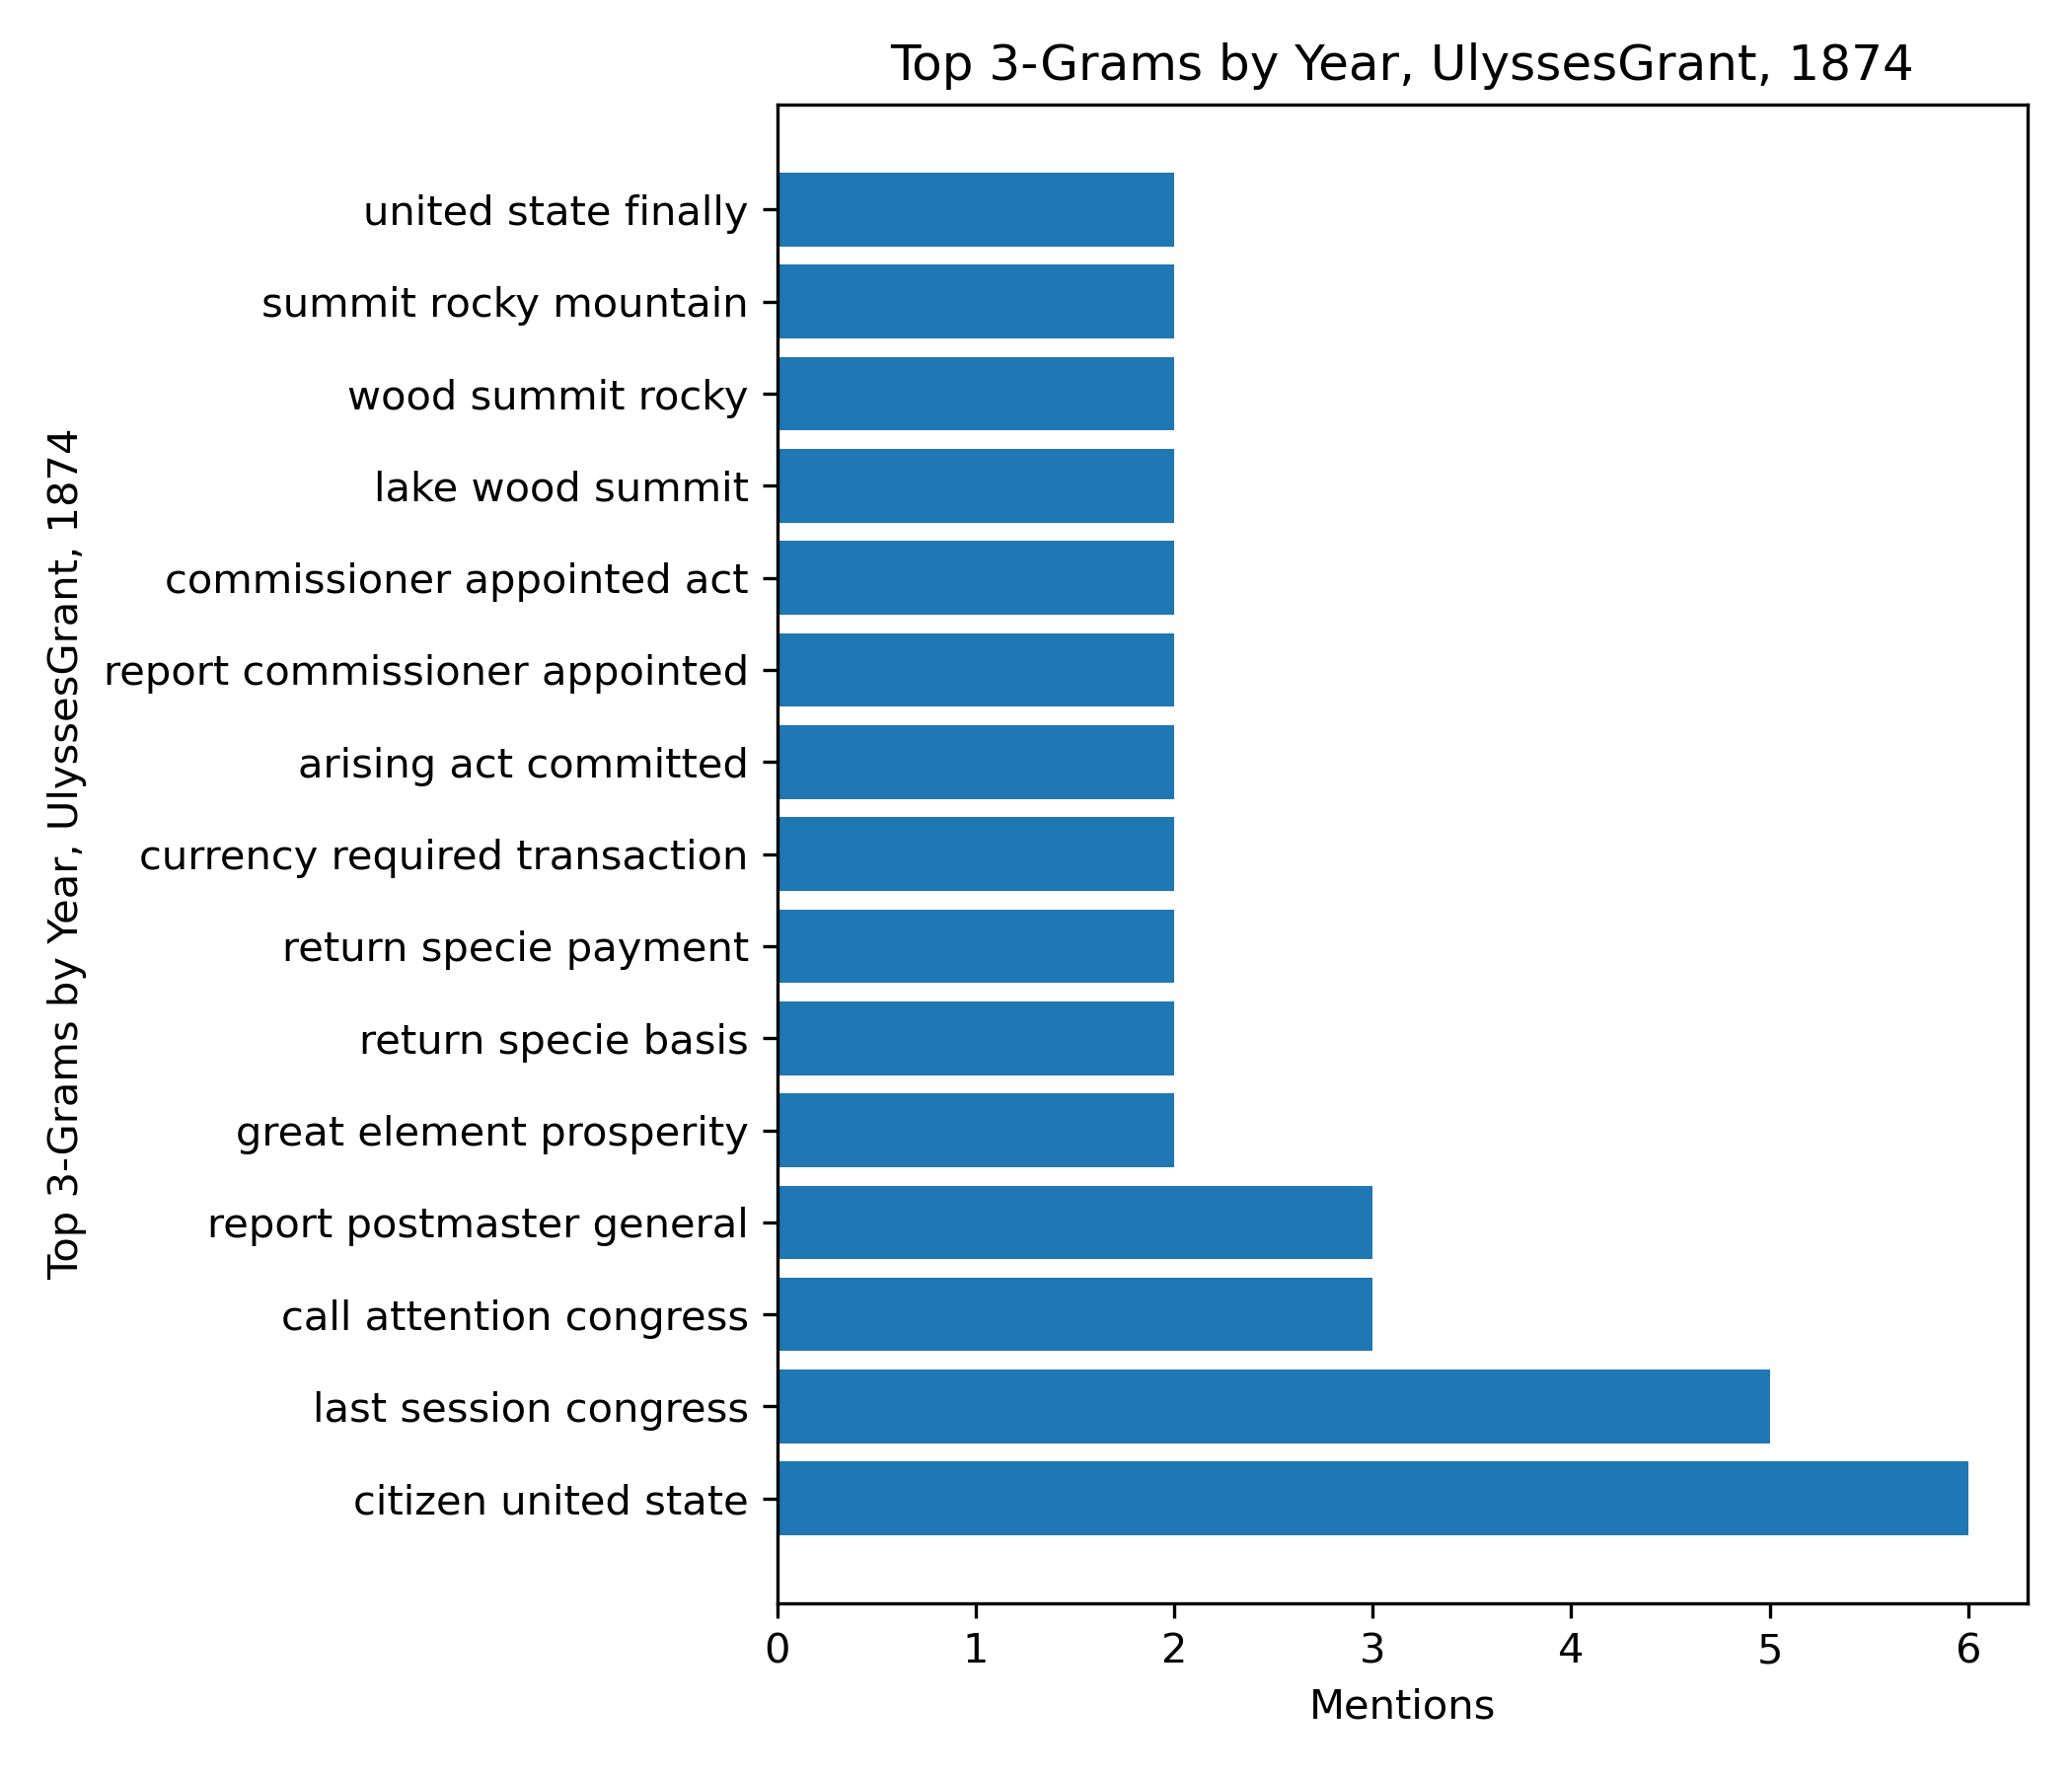 Top 3-Grams by Year, UlyssesGrant, 1874
Top 3-Grams by Year, UlyssesGrant, 1874
united state finally
summit rocky mountain
wood summit rocky
lake wood summit
commissioner appointed act
report commissioner appointed
arising act committed
currency required transaction
return specie payment
return specie basis
great element prosperity
report postmaster general
call attention congress
last session congress
citizen united state
0 1 2 3 4 5 6
Mentions